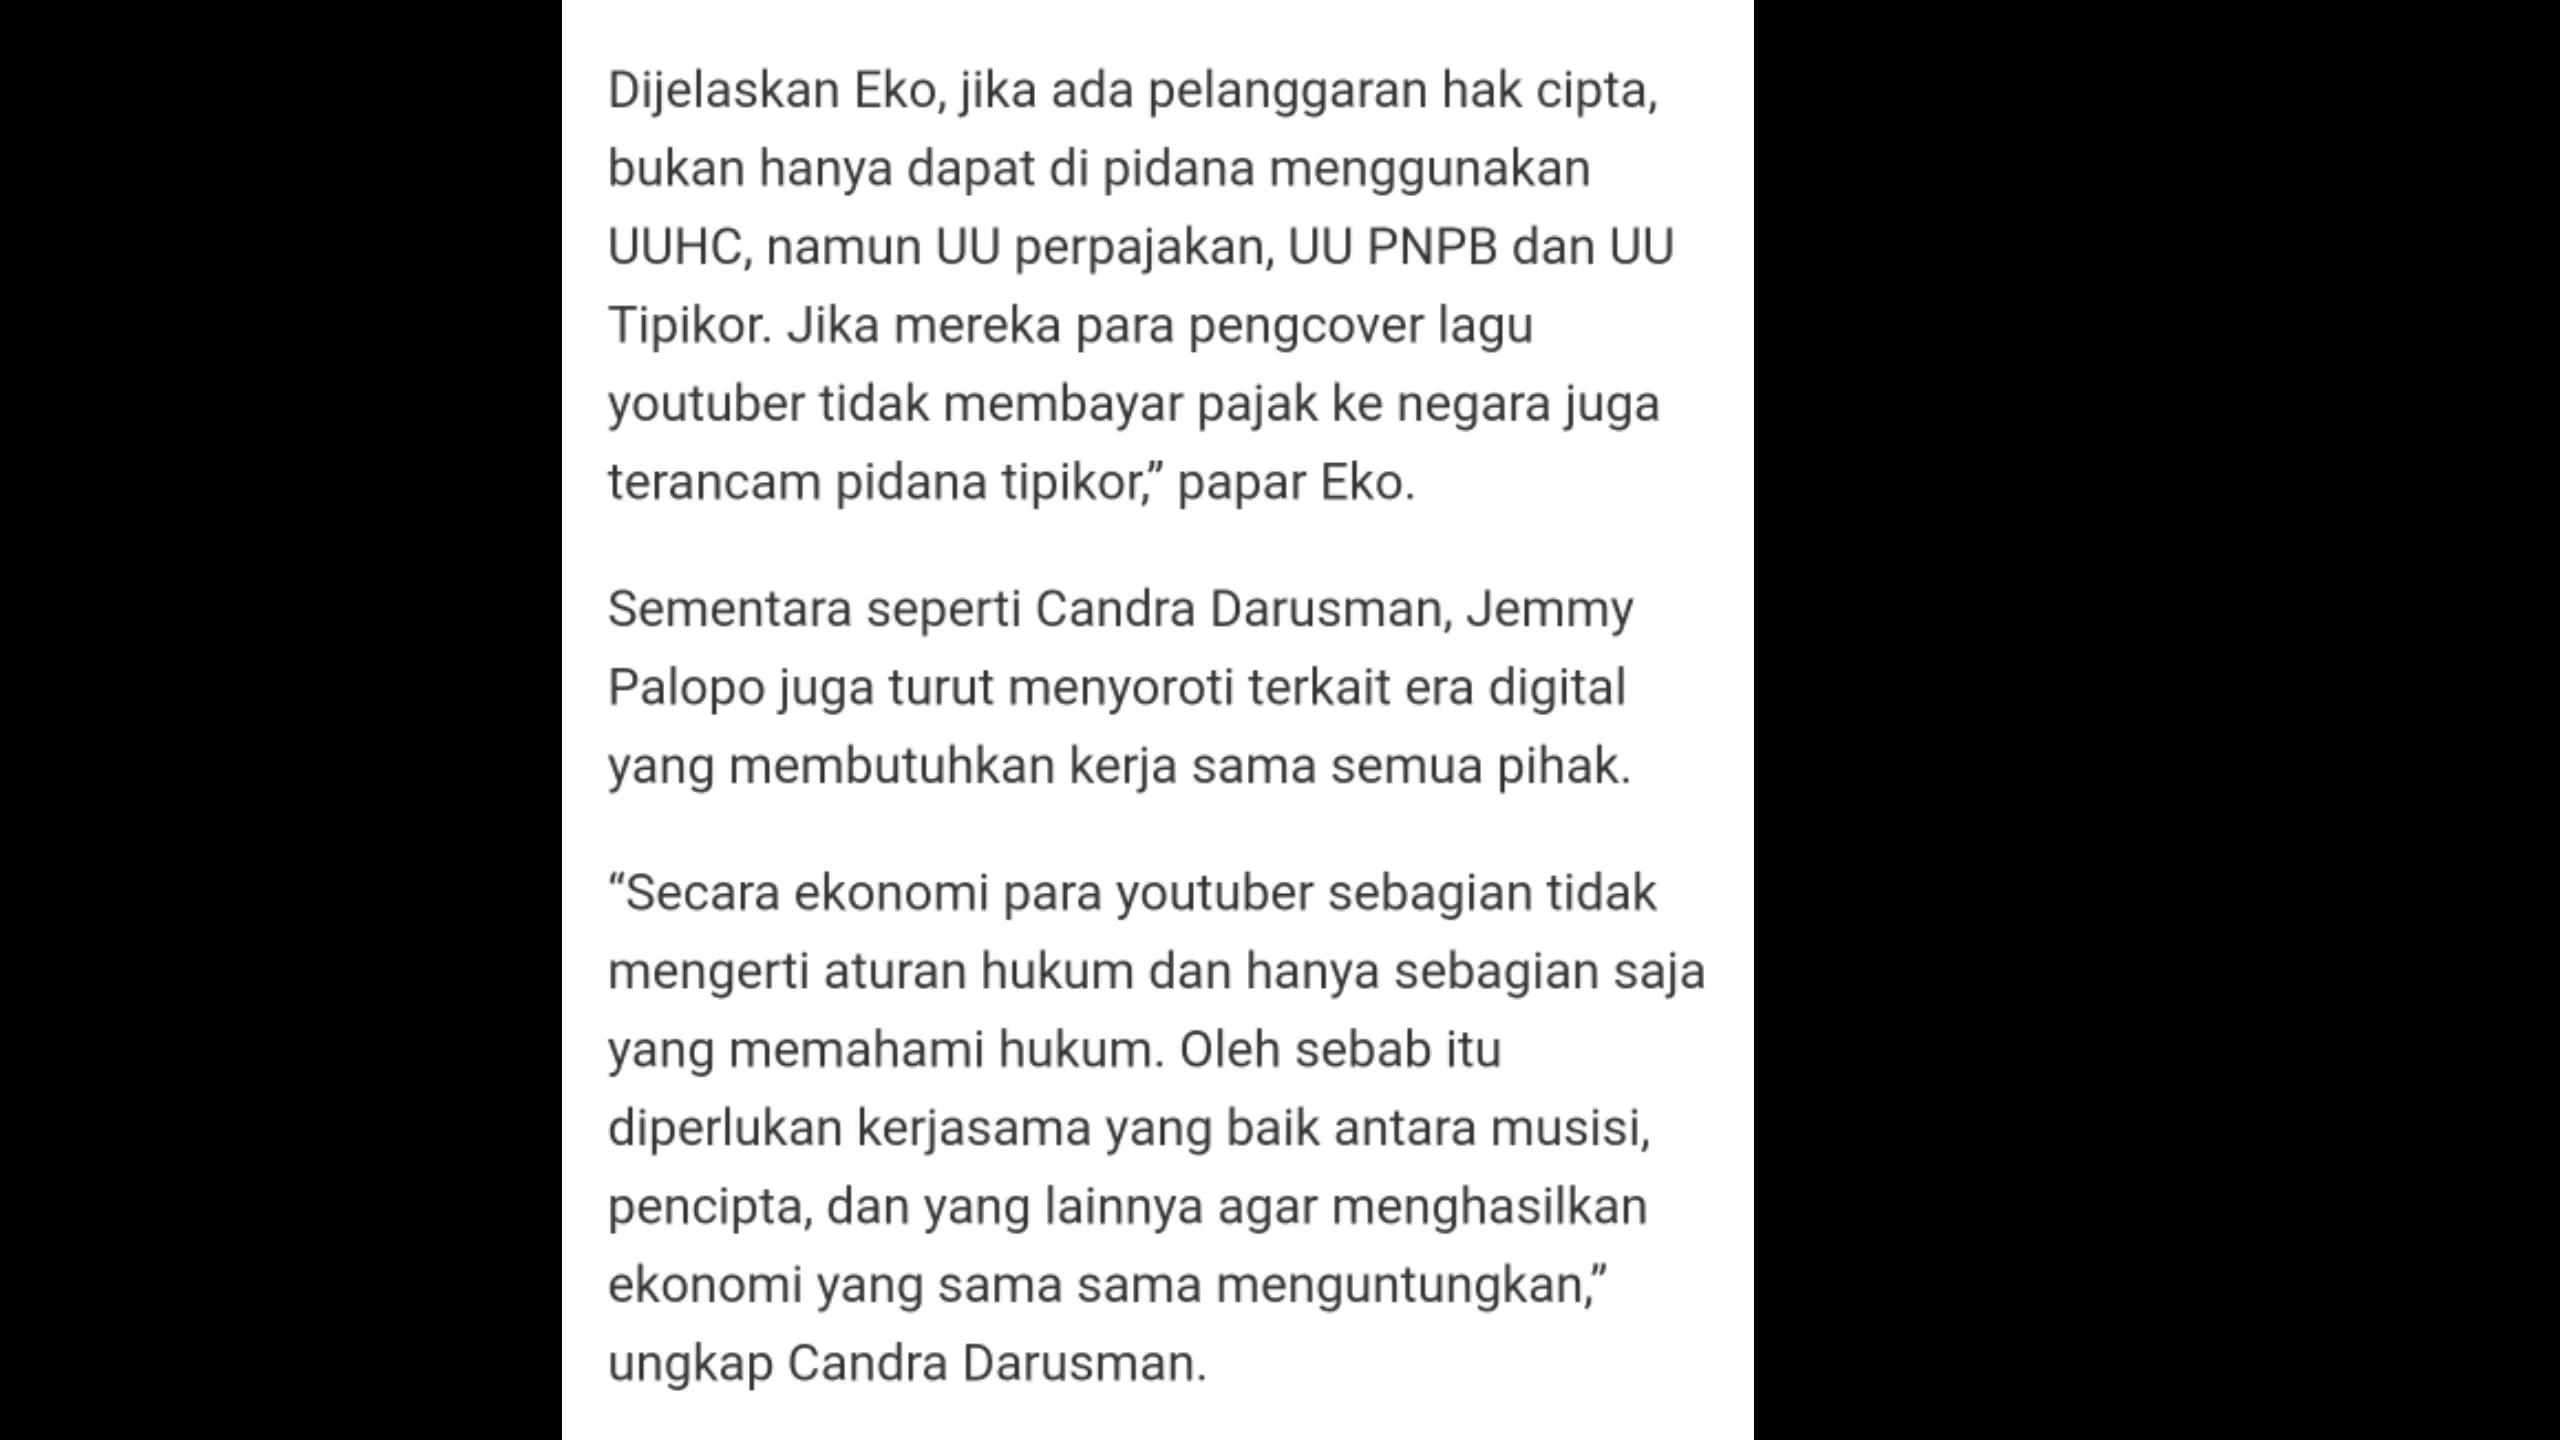 Dijelaskan Eko, jika ada pelanggaran hak cipta,
bukan hanya dapat di pidana menggunakan
UUHC, namun UU perpajakan, UU PNPB dan UU
Tipikor. Jika mereka para pengcover lagu
youtuber tidak membayar pajak ke negara juga
terancam pidana tipikor,” papar Eko.
Sementara seperti Candra Darusman, Jemmy
Palopo juga turut menyoroti terkait era digital
yang membutuhkan kerja sama semua pihak.
“Secara ekonomi para youtuber sebagian tidak
mengerti aturan hukum dan hanya sebagian saja
yang memahami hukum. Oleh sebab itu
diperlukan kerjasama yang baik antara musisi,
pencipta, dan yang lainnya agar menghasilkan
ekonomi yang sama sama menguntungkan,”
ungkap Candra Darusman.